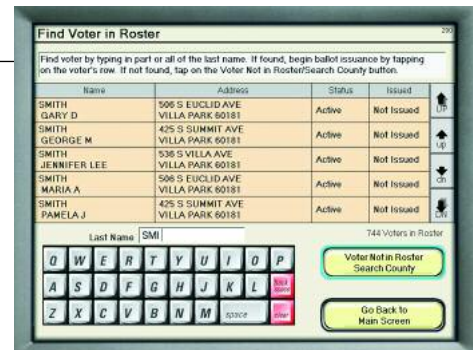 Find Voter in Roster
290
Find voter by typing in part or all of the last name. If found, begin ballot issuance by tapping
on the voter's row. If not found, tap on the Voter Not in Roster/Search County button.
Name Address Status Issued
SMITH 506 S EUCLID AVE
GARY D VILLA PARK 60181 Active Not Issued
UP
SMITH 425 S SUMMIT AVE
GEORGE M VILLA PARK 60181 Active Not Issued
up
SMITH 536 S VILLA AVE
JENNIFER LEE VILLA PARK 60181 Active Not Issued
SMITH 506 S EUCLID AVE
MARIA A VILLA PARK 60181 Active Not Issued
dn
SMITH 425 S SUMMIT AVE
PAMELA J VILLA PARK 60181 Active Not Issued
DN
Last Name SMI
744 Voters in Roster
Q W E R T Y U I O P
A S D F G H J K L back space
Z X C V B N M space clear
Voter Not in Roster
Search County
Go Back to
Main Screen